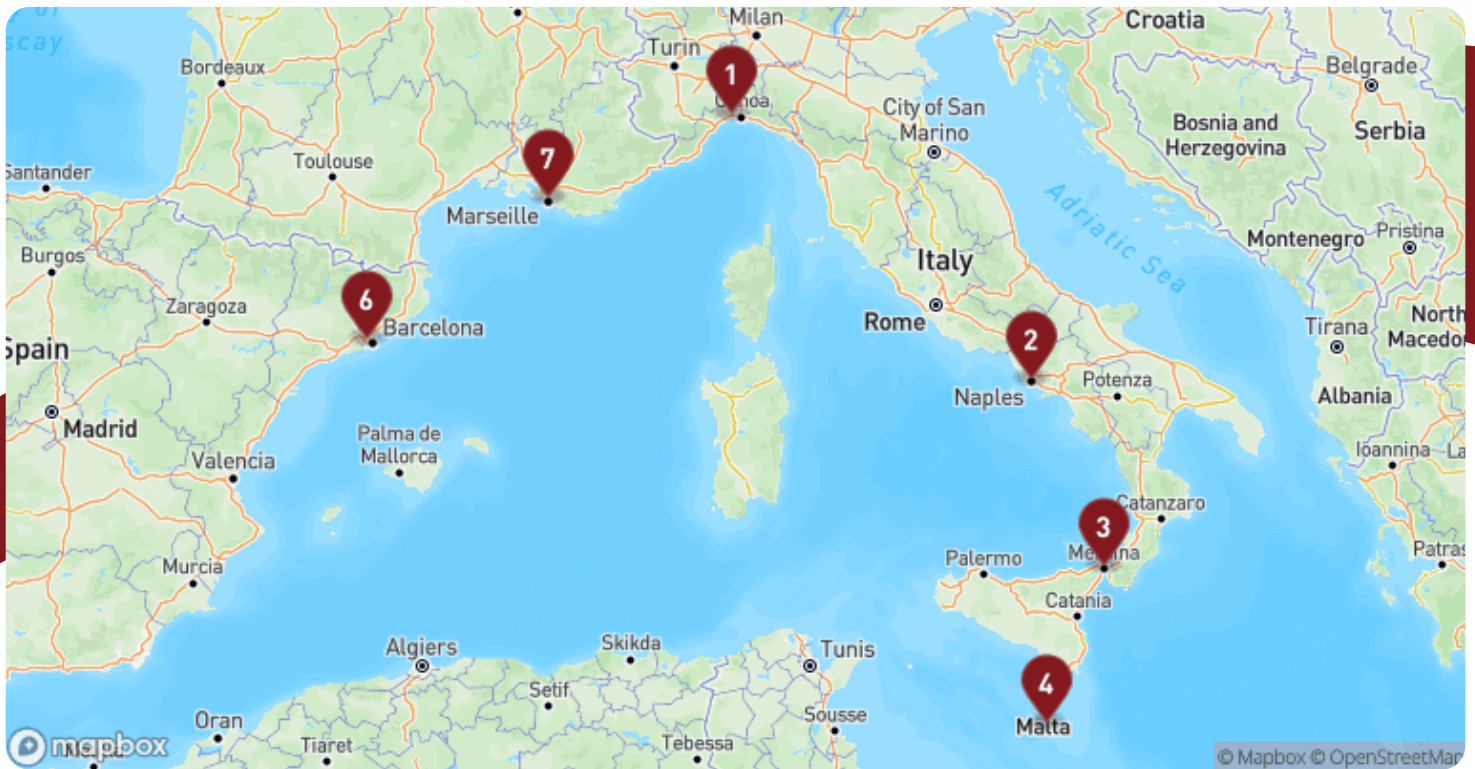 Milan
Croatia
scay
Turin
1
Bordeaux
Belgrade
City of San
Marino
Bosnia and
Herzegovina
Serbia
7
Toulouse
Santander
Marseille
Adriatic Sea
Montenegro
Pristina
Burgos
Italy
6
Zaragoza
Barcelona
Rome
2
North
Macedo
Tirana
Spain
Naples
Potenza
Albania
Madrid
Palma de
Mallorca
Valencia
Ioannina
La
3
Catanzaro
Palermo
Patras
Murcia
Catania
Algiers
Skikda
Tunis
4
Setif
Malta
Oran
Sousse
mapbox
Tiaret
Tebessa
© Mapbox © OpenStreetMap